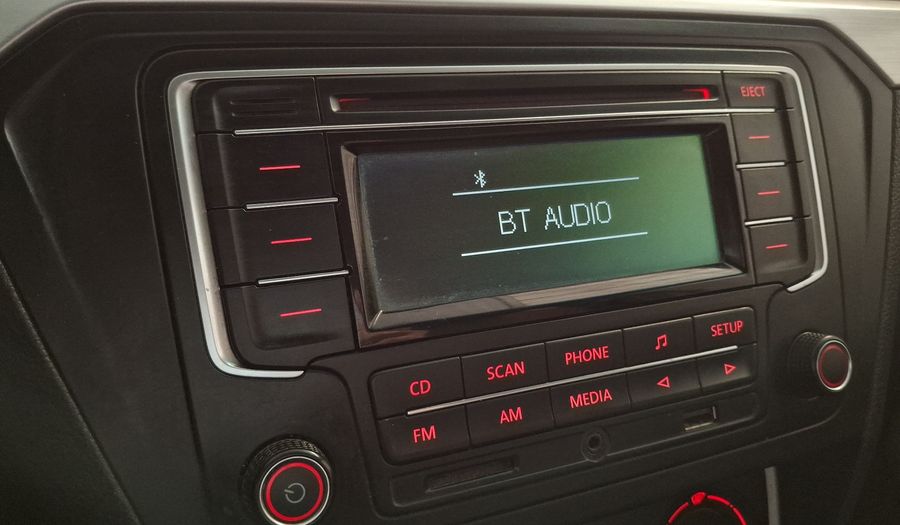 EJECT
BT AUDIO
CD SCAN PHONE SETUP
FM AM MEDIA